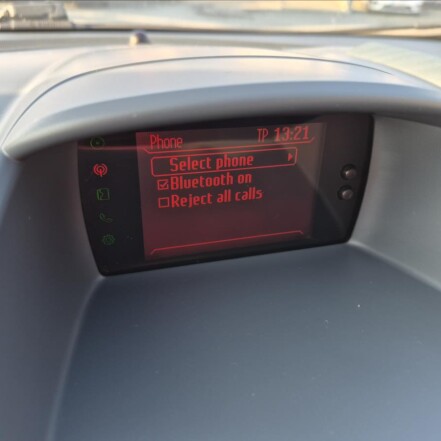 Phone TP 13:21
Select phone
Bluetooth on
Reject all calls